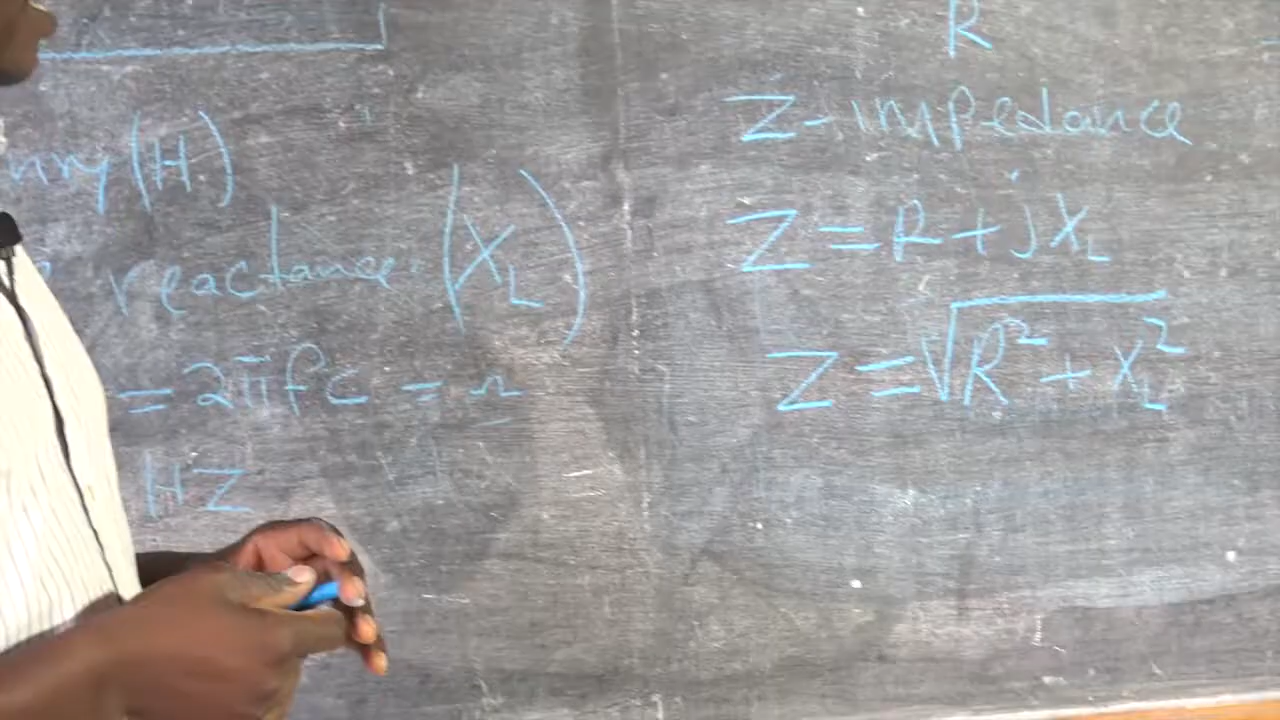 R
Z - impedance
nry (H)
Z = R + jX_L
reactance (X_L)
= 2πfc = Ω
Z = √R² + X_L²
HZ